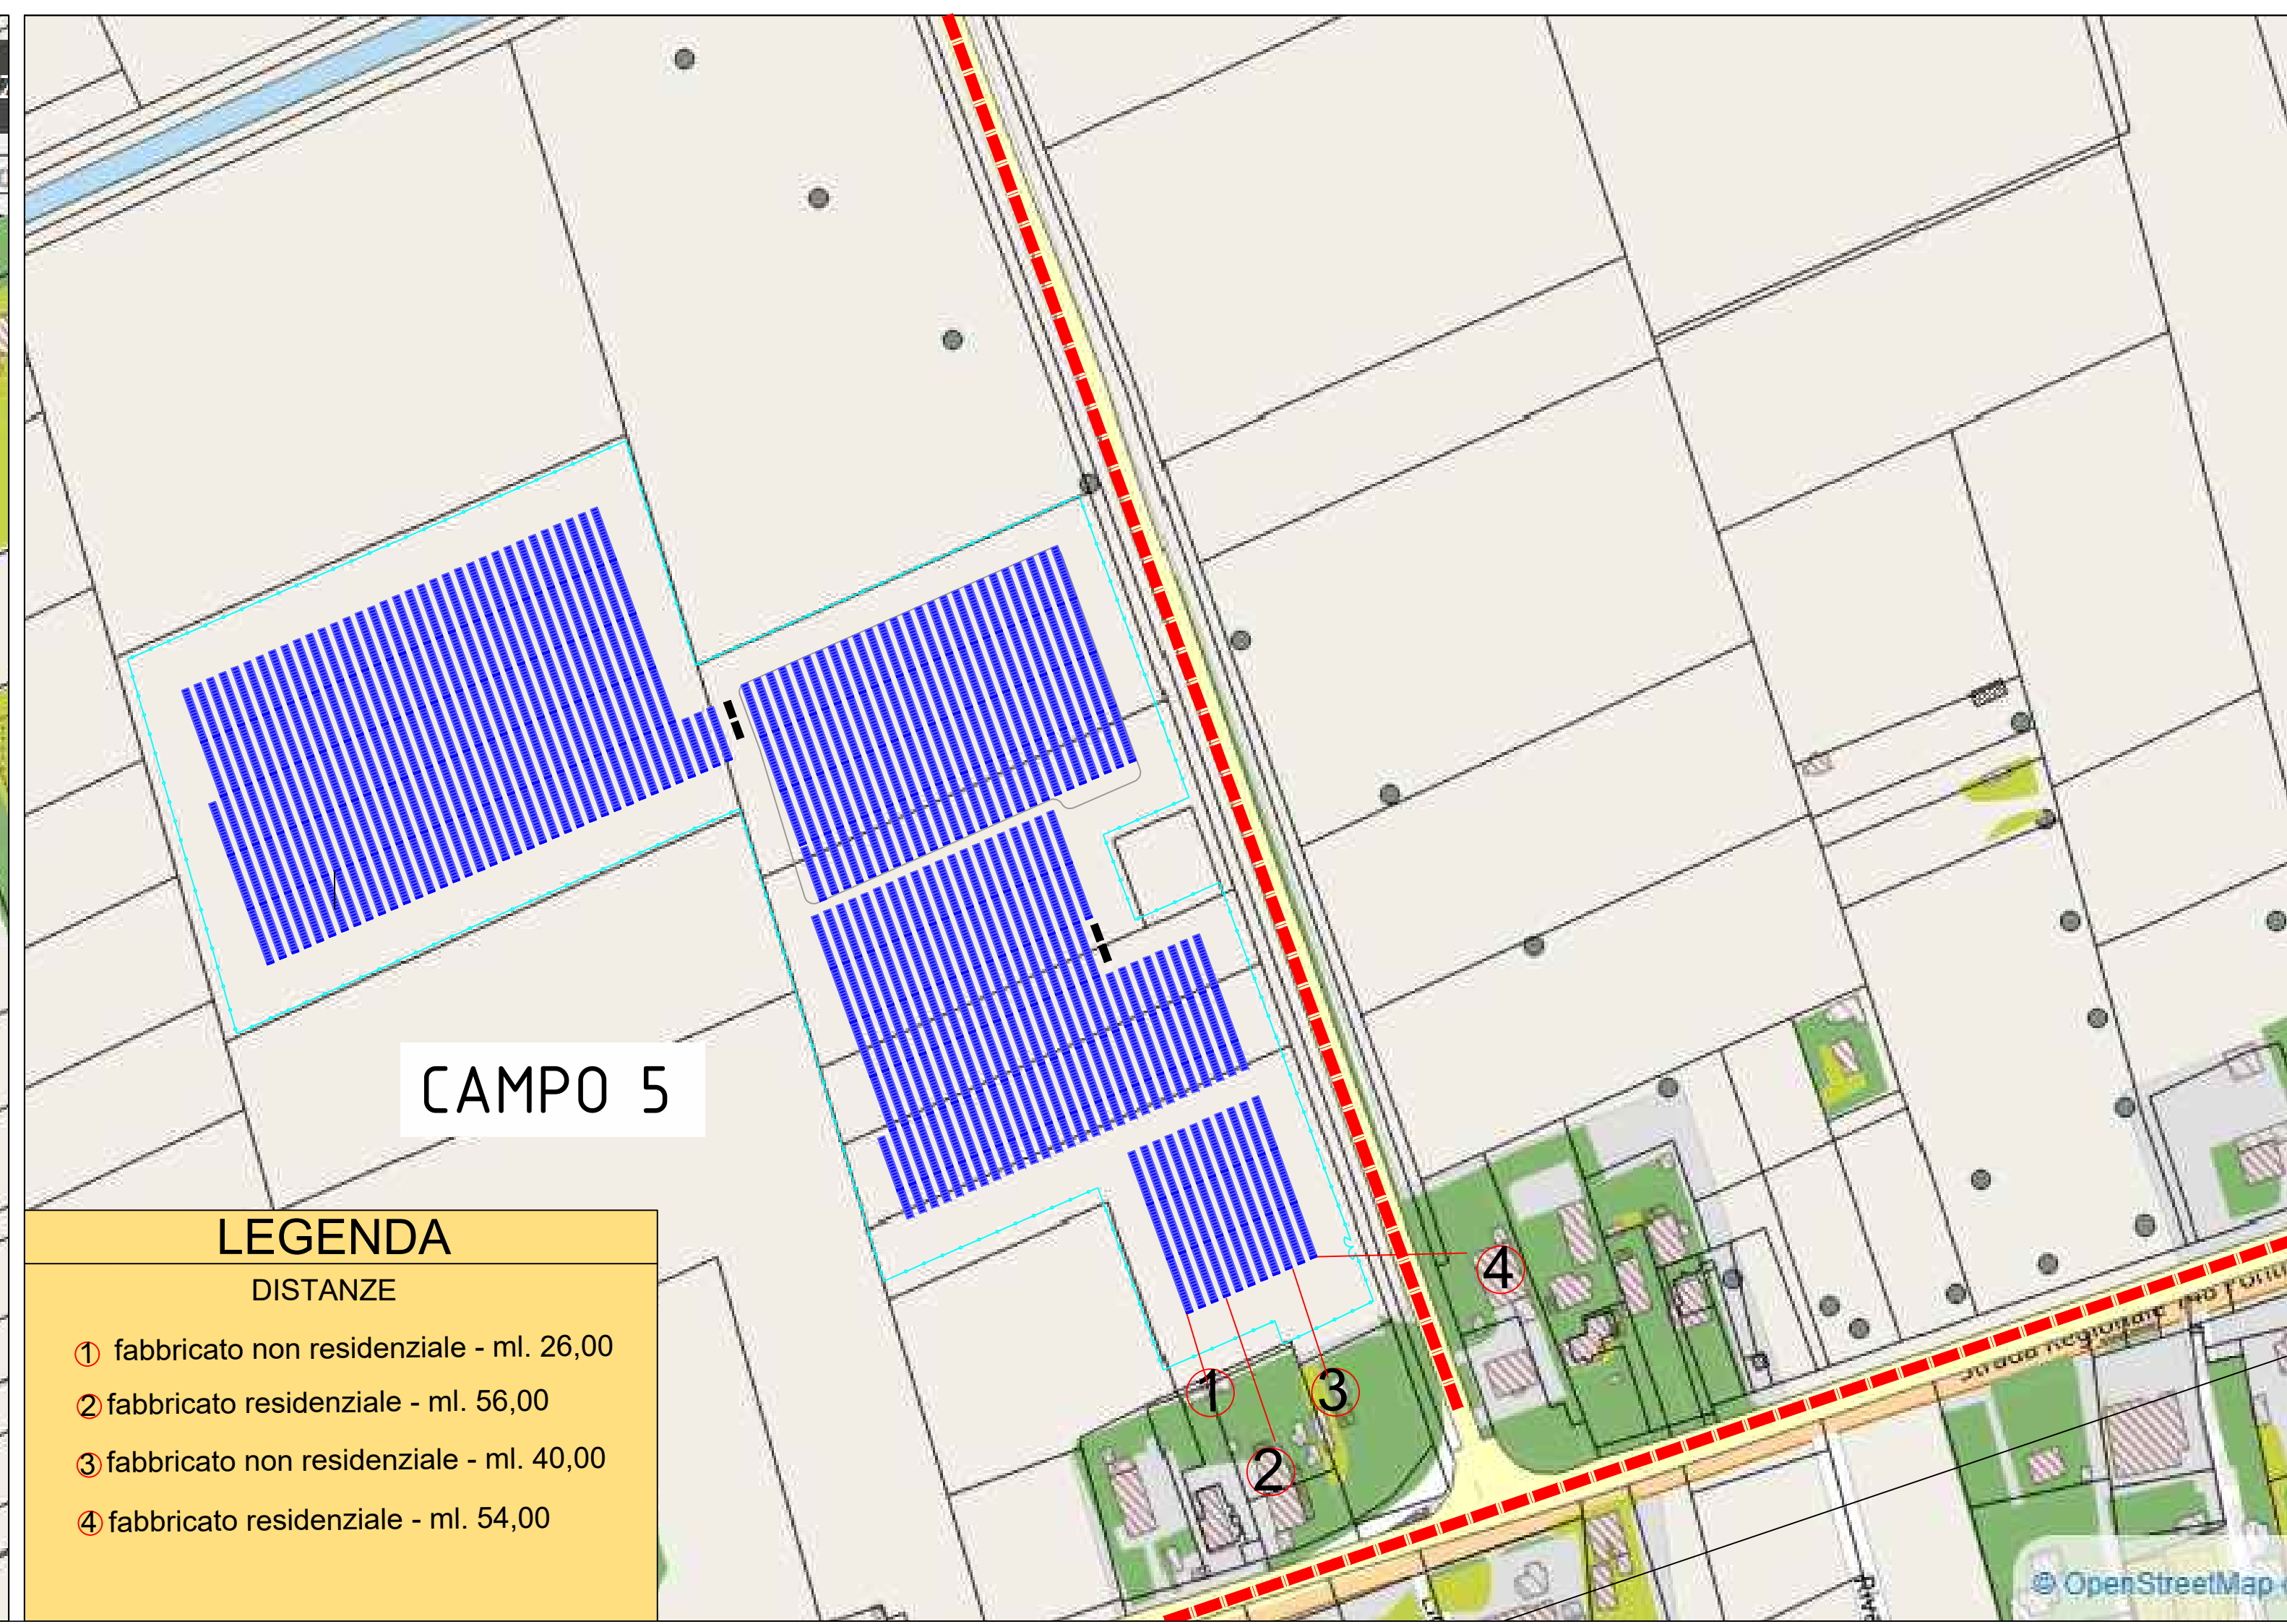 CAMPO 5
LEGENDA
DISTANZE
1 fabbricato non residenziale - ml. 26,00
2 fabbricato residenziale - ml. 56,00
3 fabbricato non residenziale - ml. 40,00
4 fabbricato residenziale - ml. 54,00
4
1
3
2
Strada Regionale
© OpenStreetMap